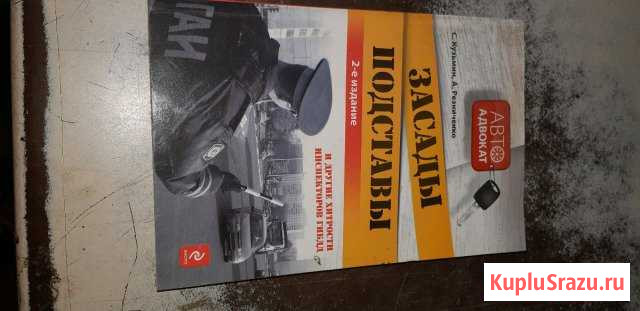 С. Кузьмин, А. Резниченко
АВТО
АДВОКАТ
ЗАСАДЫ
ПОДСТАВЫ
2-е издание
И ДРУГИЕ ХИТРОСТИ
ИНСПЕКТОРОВ ГИБДД
ГАИ
KupluSrazu.ru